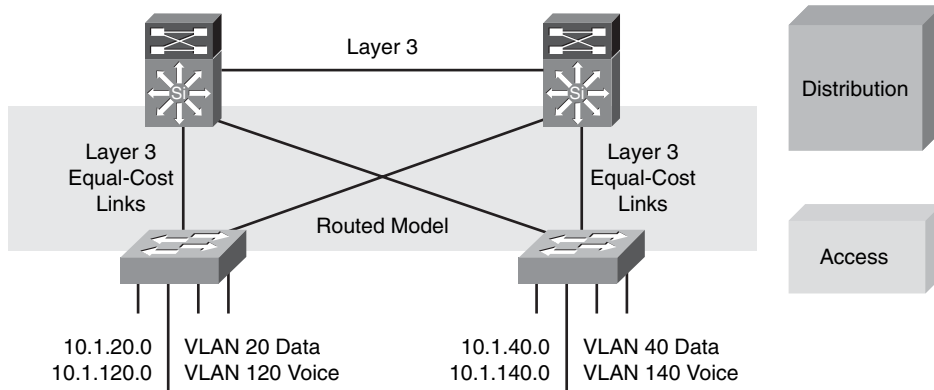 Layer 3
Si
Si
Distribution
Layer 3
Equal-Cost
Links
Layer 3
Equal-Cost
Links
Routed Model
Access
10.1.20.0 VLAN 20 Data
10.1.120.0 VLAN 120 Voice
10.1.40.0 VLAN 40 Data
10.1.140.0 VLAN 140 Voice